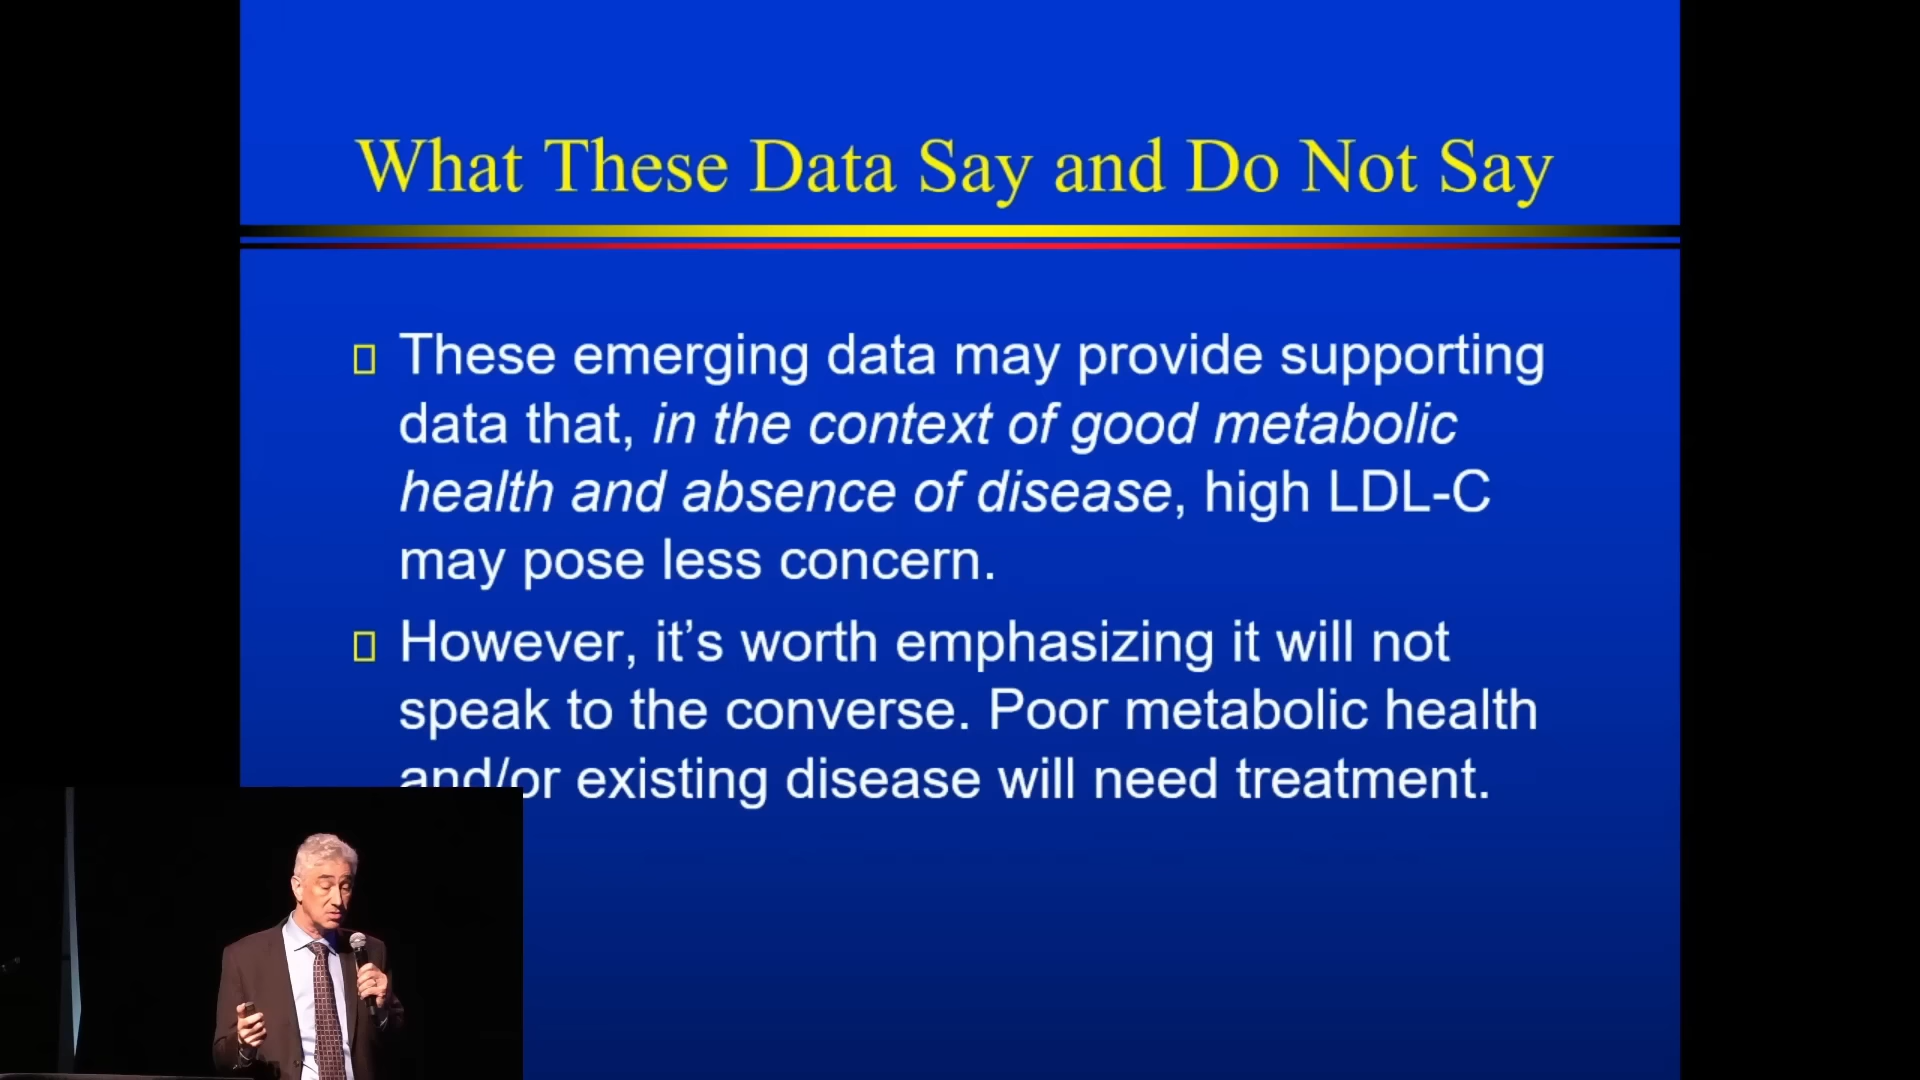 What These Data Say and Do Not Say
These emerging data may provide supporting
data that, in the context of good metabolic
health and absence of disease, high LDL-C
may pose less concern.
However, it’s worth emphasizing it will not
speak to the converse. Poor metabolic health
and/or existing disease will need treatment.